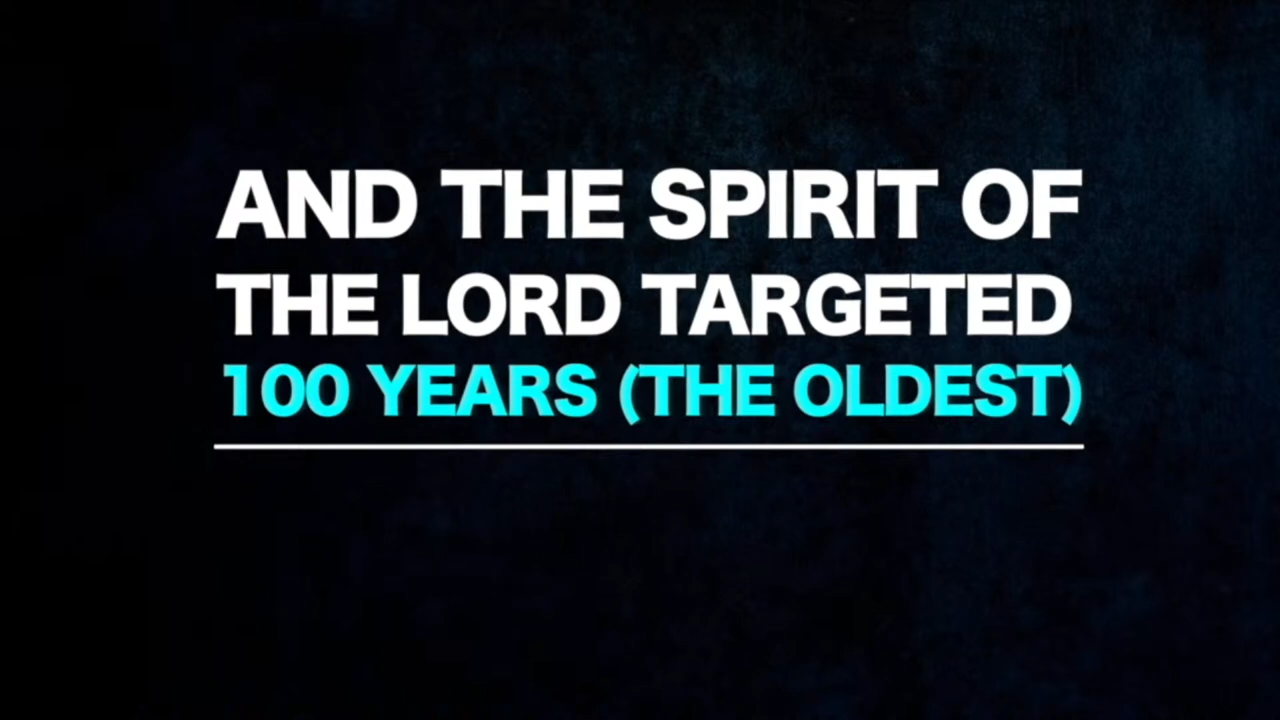 AND THE SPIRIT OF
THE LORD TARGETED
100 YEARS (THE OLDEST)